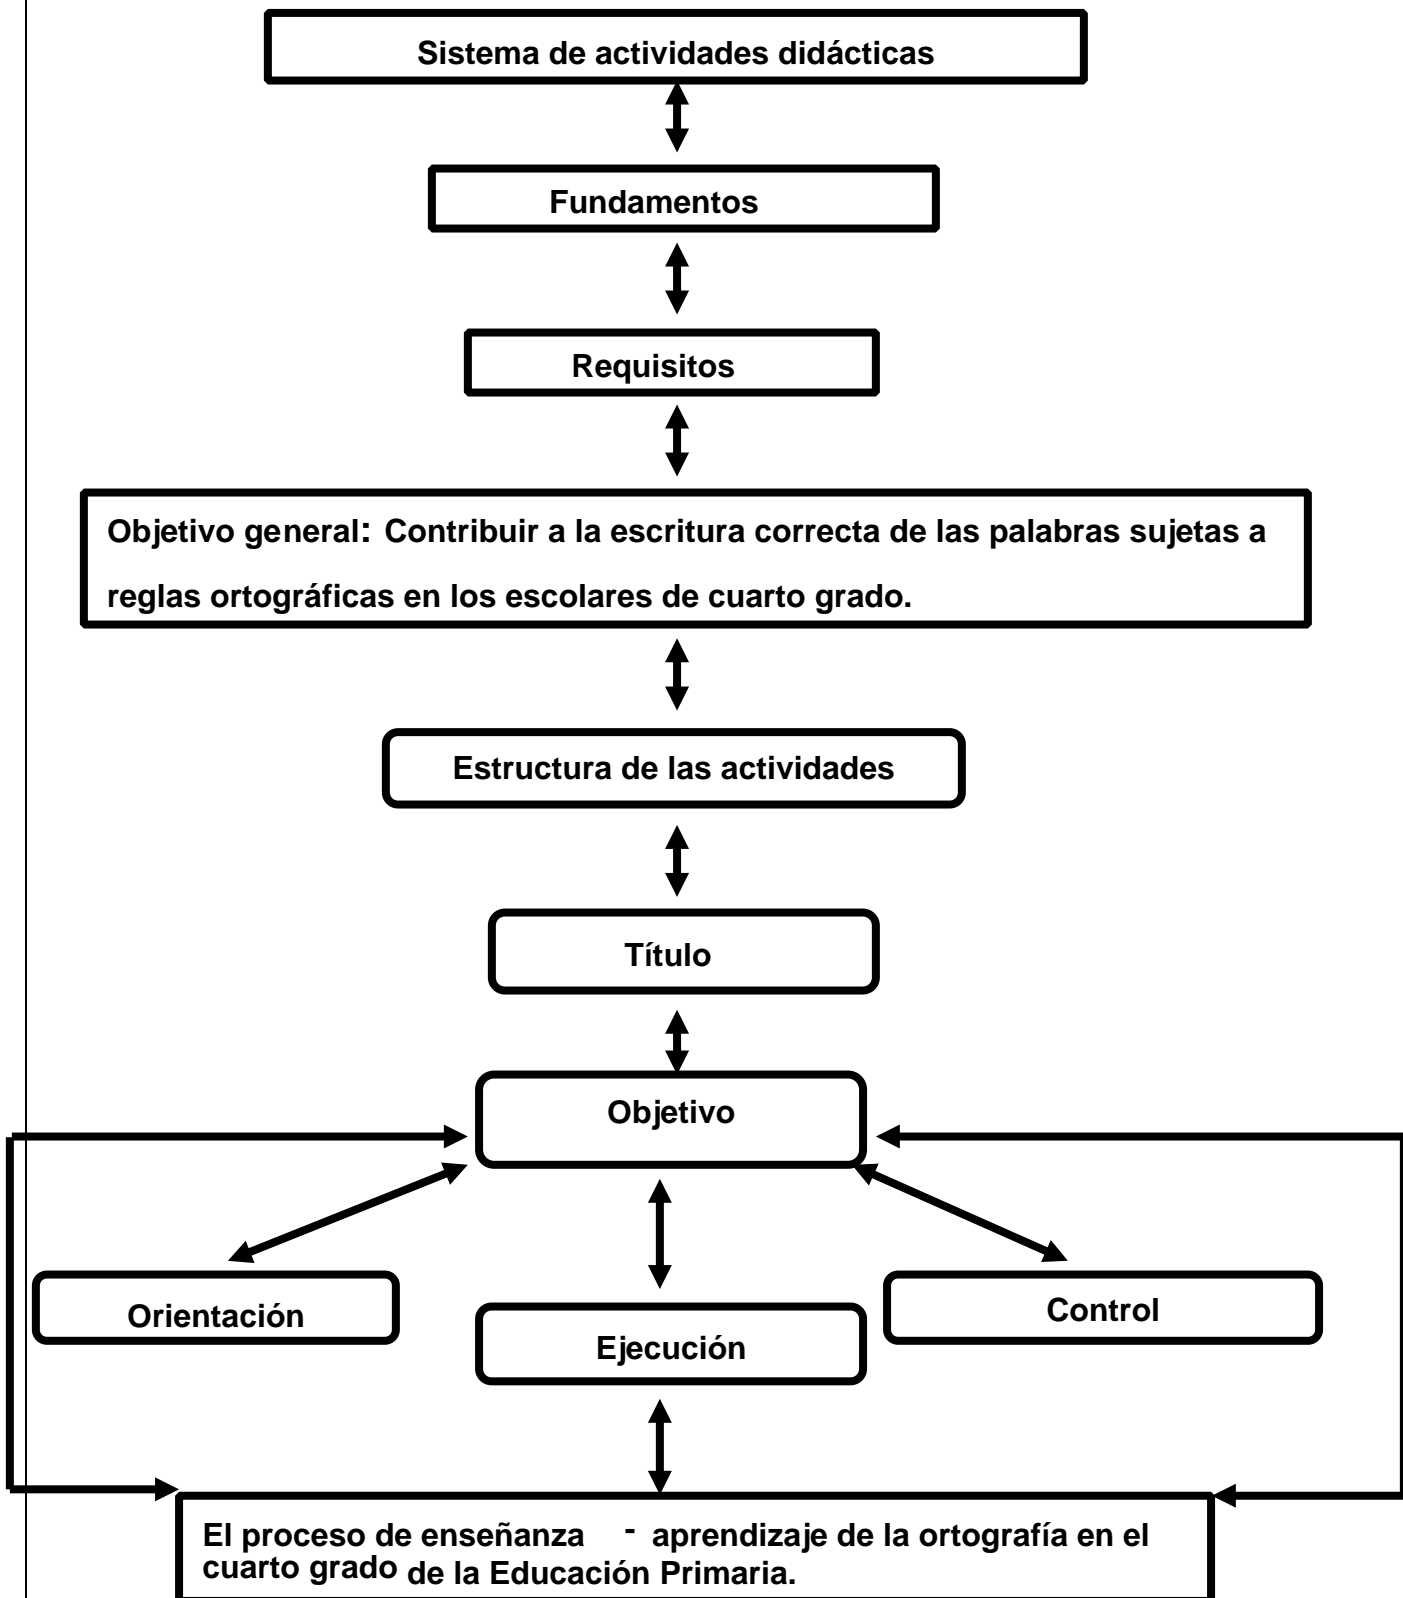 Sistema de actividades didácticas
Fundamentos
Requisitos
Objetivo general: Contribuir a la escritura correcta de las palabras sujetas a
reglas ortográficas en los escolares de cuarto grado.
Estructura de las actividades
Título
Objetivo
Orientación
Ejecución
Control
El proceso de enseñanza - aprendizaje de la ortografía en el
cuarto grado de la Educación Primaria.